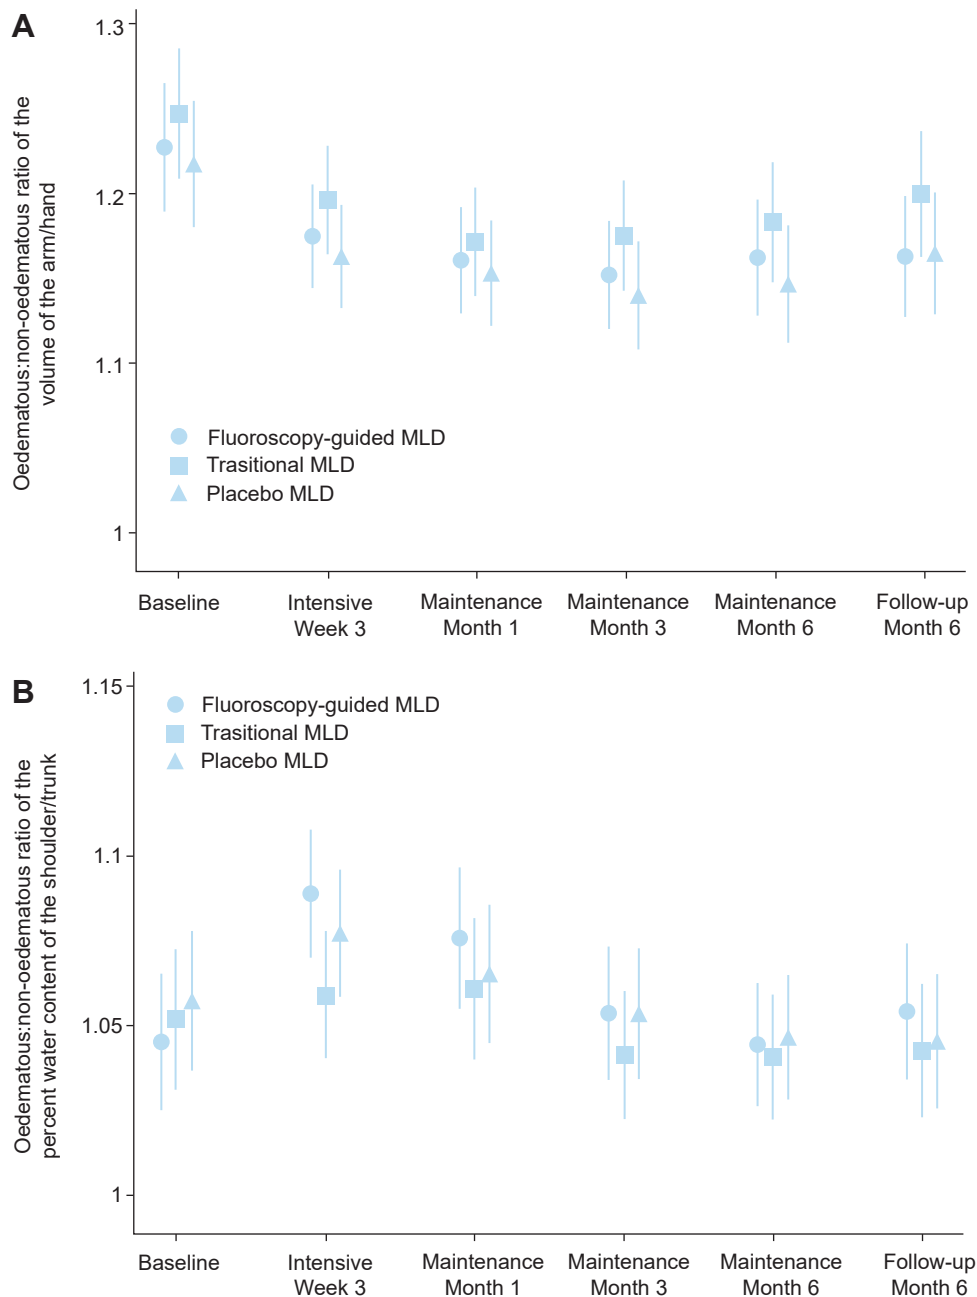 A
1.3
1.2
1.1
1
Oedematous:non-oedematous ratio of the
volume of the arm/hand
Fluoroscopy-guided MLD
Trasitional MLD
Placebo MLD
Baseline
Intensive
Week 3
Maintenance
Month 1
Maintenance
Month 3
Maintenance
Month 6
Follow-up
Month 6
B
1.15
1.1
1.05
1
Oedematous:non-oedematous ratio of the
percent water content of the shoulder/trunk
Fluoroscopy-guided MLD
Trasitional MLD
Placebo MLD
Baseline
Intensive
Week 3
Maintenance
Month 1
Maintenance
Month 3
Maintenance
Month 6
Follow-up
Month 6